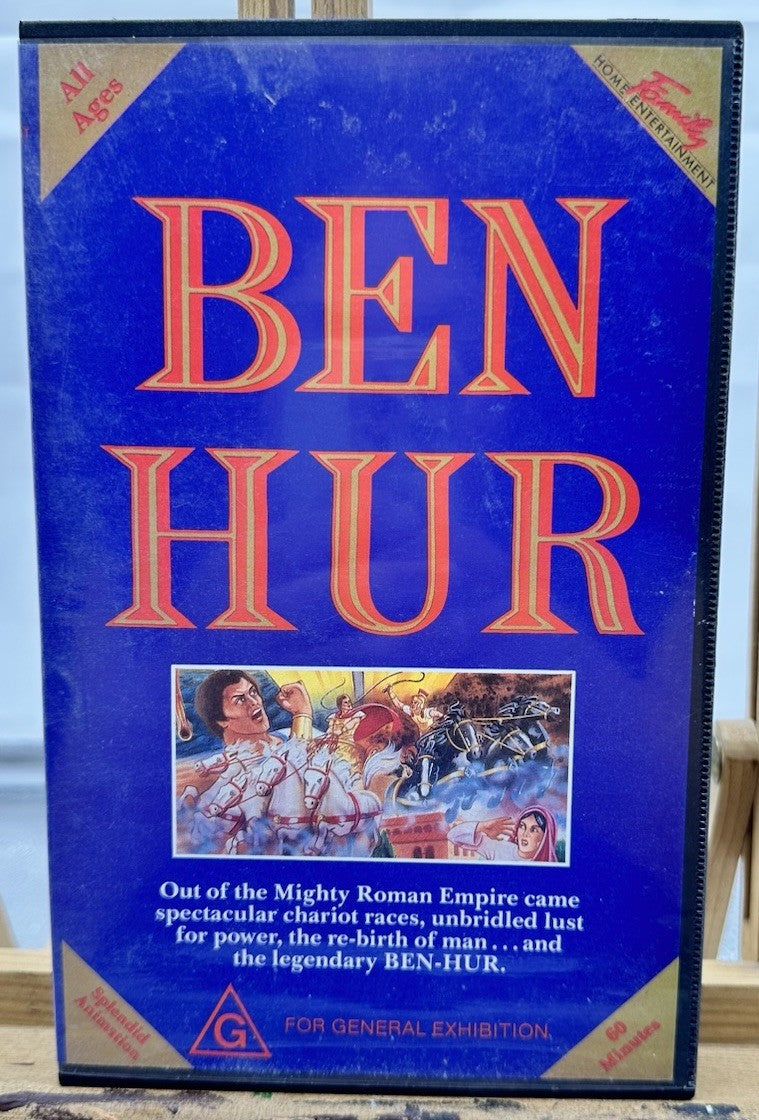 All
Ages
Family
HOME ENTERTAINMENT
BEN
HUR
Out of the Mighty Roman Empire came
spectacular chariot races, unbridled lust
for power, the re-birth of man...and
the legendary BEN-HUR.
Splendid
Animation
G
FOR GENERAL EXHIBITION.
60
Minutes